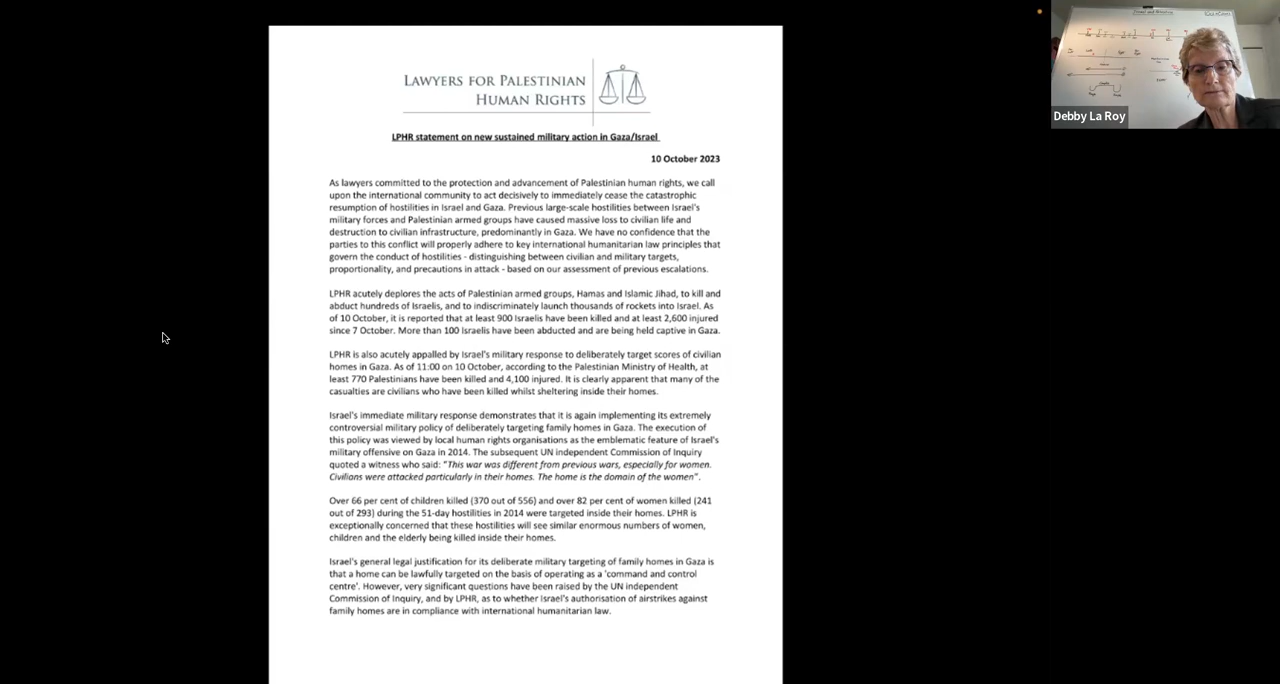 LAWYERS FOR PALESTINIAN
HUMAN RIGHTS
LPHR statement on new sustained military action in Gaza/Israel
10 October 2023
As lawyers committed to the protection and advancement of Palestinian human rights, we call
upon the international community to act decisively to immediately cease the catastrophic
resumption of hostilities in Israel and Gaza. Previous large-scale hostilities between Israel's
military forces and Palestinian armed groups have caused massive loss to civilian life and
destruction to civilian infrastructure, predominantly in Gaza. We have no confidence that the
parties to this conflict will properly adhere to key international humanitarian law principles that
govern the conduct of hostilities - distinguishing between civilian and military targets,
proportionality, and precautions in attack - based on our assessment of previous escalations.
LPHR acutely deplores the acts of Palestinian armed groups, Hamas and Islamic Jihad, to kill and
abduct hundreds of Israelis, and to indiscriminately launch thousands of rockets into Israel. As
of 10 October, it is reported that at least 900 Israelis have been killed and at least 2,600 injured
since 7 October. More than 100 Israelis have been abducted and are being held captive in Gaza.
LPHR is also acutely appalled by Israel's military response to deliberately target scores of civilian
homes in Gaza. As of 11:00 on 10 October, according to the Palestinian Ministry of Health, at
least 770 Palestinians have been killed and 4,100 injured. It is clearly apparent that many of the
casualties are civilians who have been killed whilst sheltering inside their homes.
Israel's immediate military response demonstrates that it is again implementing its extremely
controversial military policy of deliberately targeting family homes in Gaza. The execution of
this policy was viewed by local human rights organisations as the emblematic feature of Israel's
military offensive on Gaza in 2014. The subsequent UN independent Commission of Inquiry
quoted a witness who said: "This war was different from previous wars, especially for women.
Civilians were attacked particularly in their homes. The home is the domain of the women".
Over 66 per cent of children killed (370 out of 556) and over 82 per cent of women killed (241
out of 293) during the 51-day hostilities in 2014 were targeted inside their homes. LPHR is
exceptionally concerned that these hostilities will see similar enormous numbers of women,
children and the elderly being killed inside their homes.
Israel's general legal justification for its deliberate military targeting of family homes in Gaza is
that a home can be lawfully targeted on the basis of operating as a 'command and control
centre'. However, very significant questions have been raised by the UN independent
Commission of Inquiry, and by LPHR, as to whether Israel's authorisation of airstrikes against
family homes are in compliance with international humanitarian law.
Debby La Roy